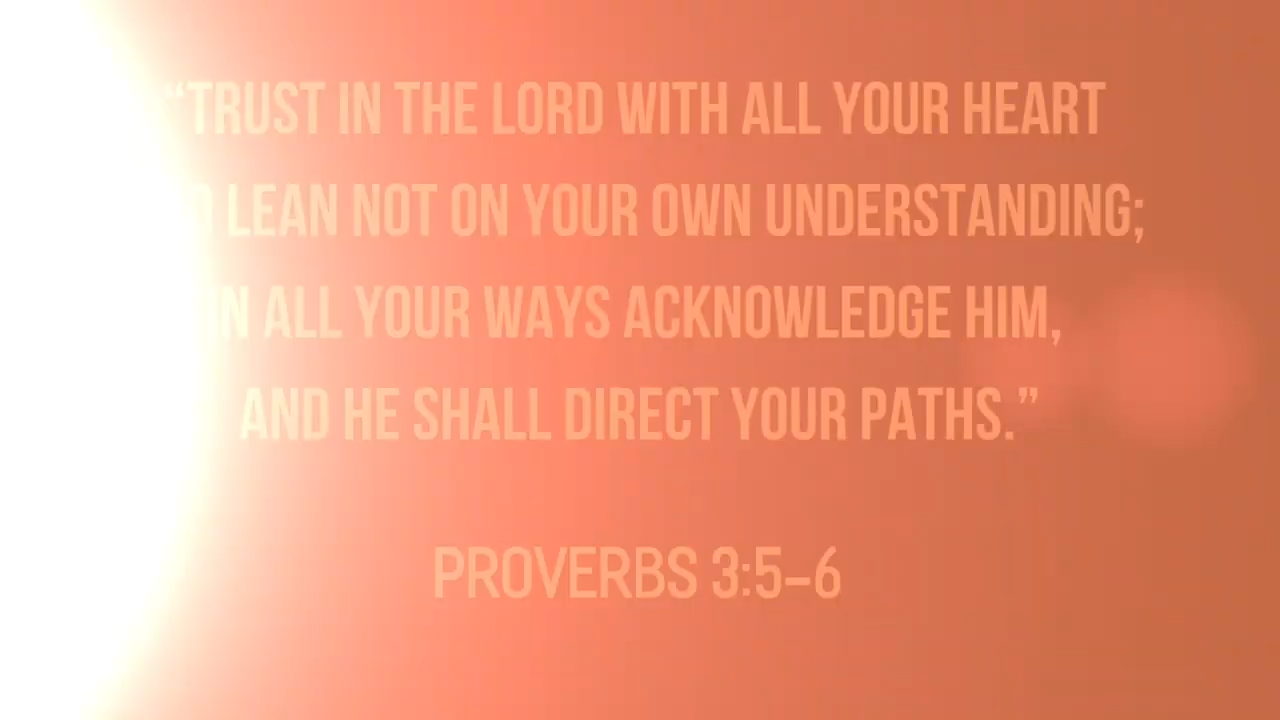 “TRUST IN THE LORD WITH ALL YOUR HEART
LEAN NOT ON YOUR OWN UNDERSTANDING;
IN ALL YOUR WAYS ACKNOWLEDGE HIM,
AND HE SHALL DIRECT YOUR PATHS.”
PROVERBS 3:5–6